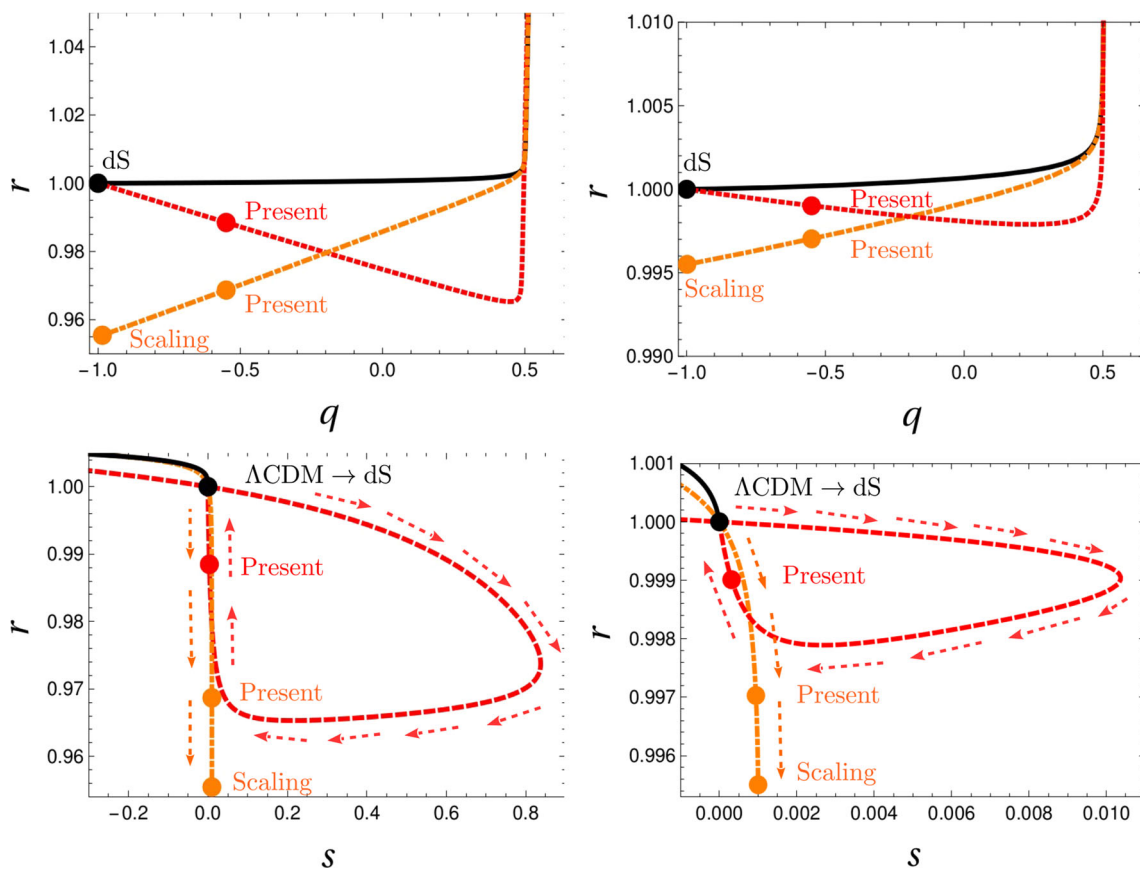 1.04
1.02
1.00
0.98
0.96
r
dS
Present
Present
Scaling
−1.0
−0.5
0.0
0.5
q
1.010
1.005
1.000
0.995
0.990
r
dS
Present
Present
Scaling
−1.0
−0.5
0.0
0.5
q
1.00
0.99
0.98
0.97
0.96
r
ΛCDM → dS
Present
Present
Scaling
−0.2
0.0
0.2
0.4
0.6
0.8
s
1.001
1.000
0.999
0.998
0.997
0.996
r
ΛCDM → dS
Present
Present
Scaling
0.000
0.002
0.004
0.006
0.008
0.010
s